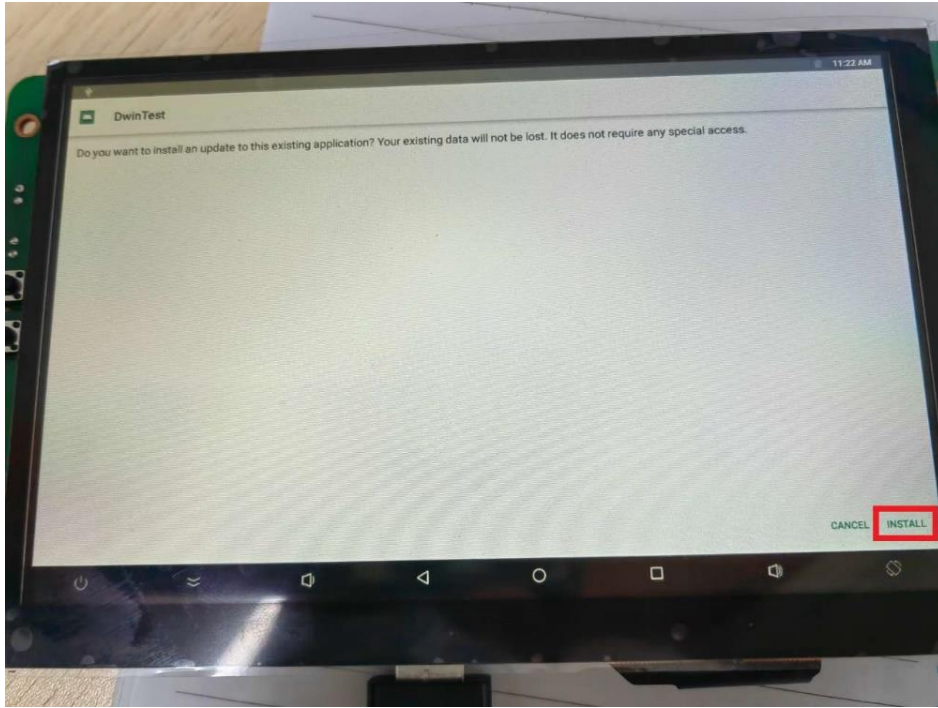 11:22 AM
DwinTest
Do you want to install an update to this existing application? Your existing data will not be lost. It does not require any special access.
CANCEL INSTALL